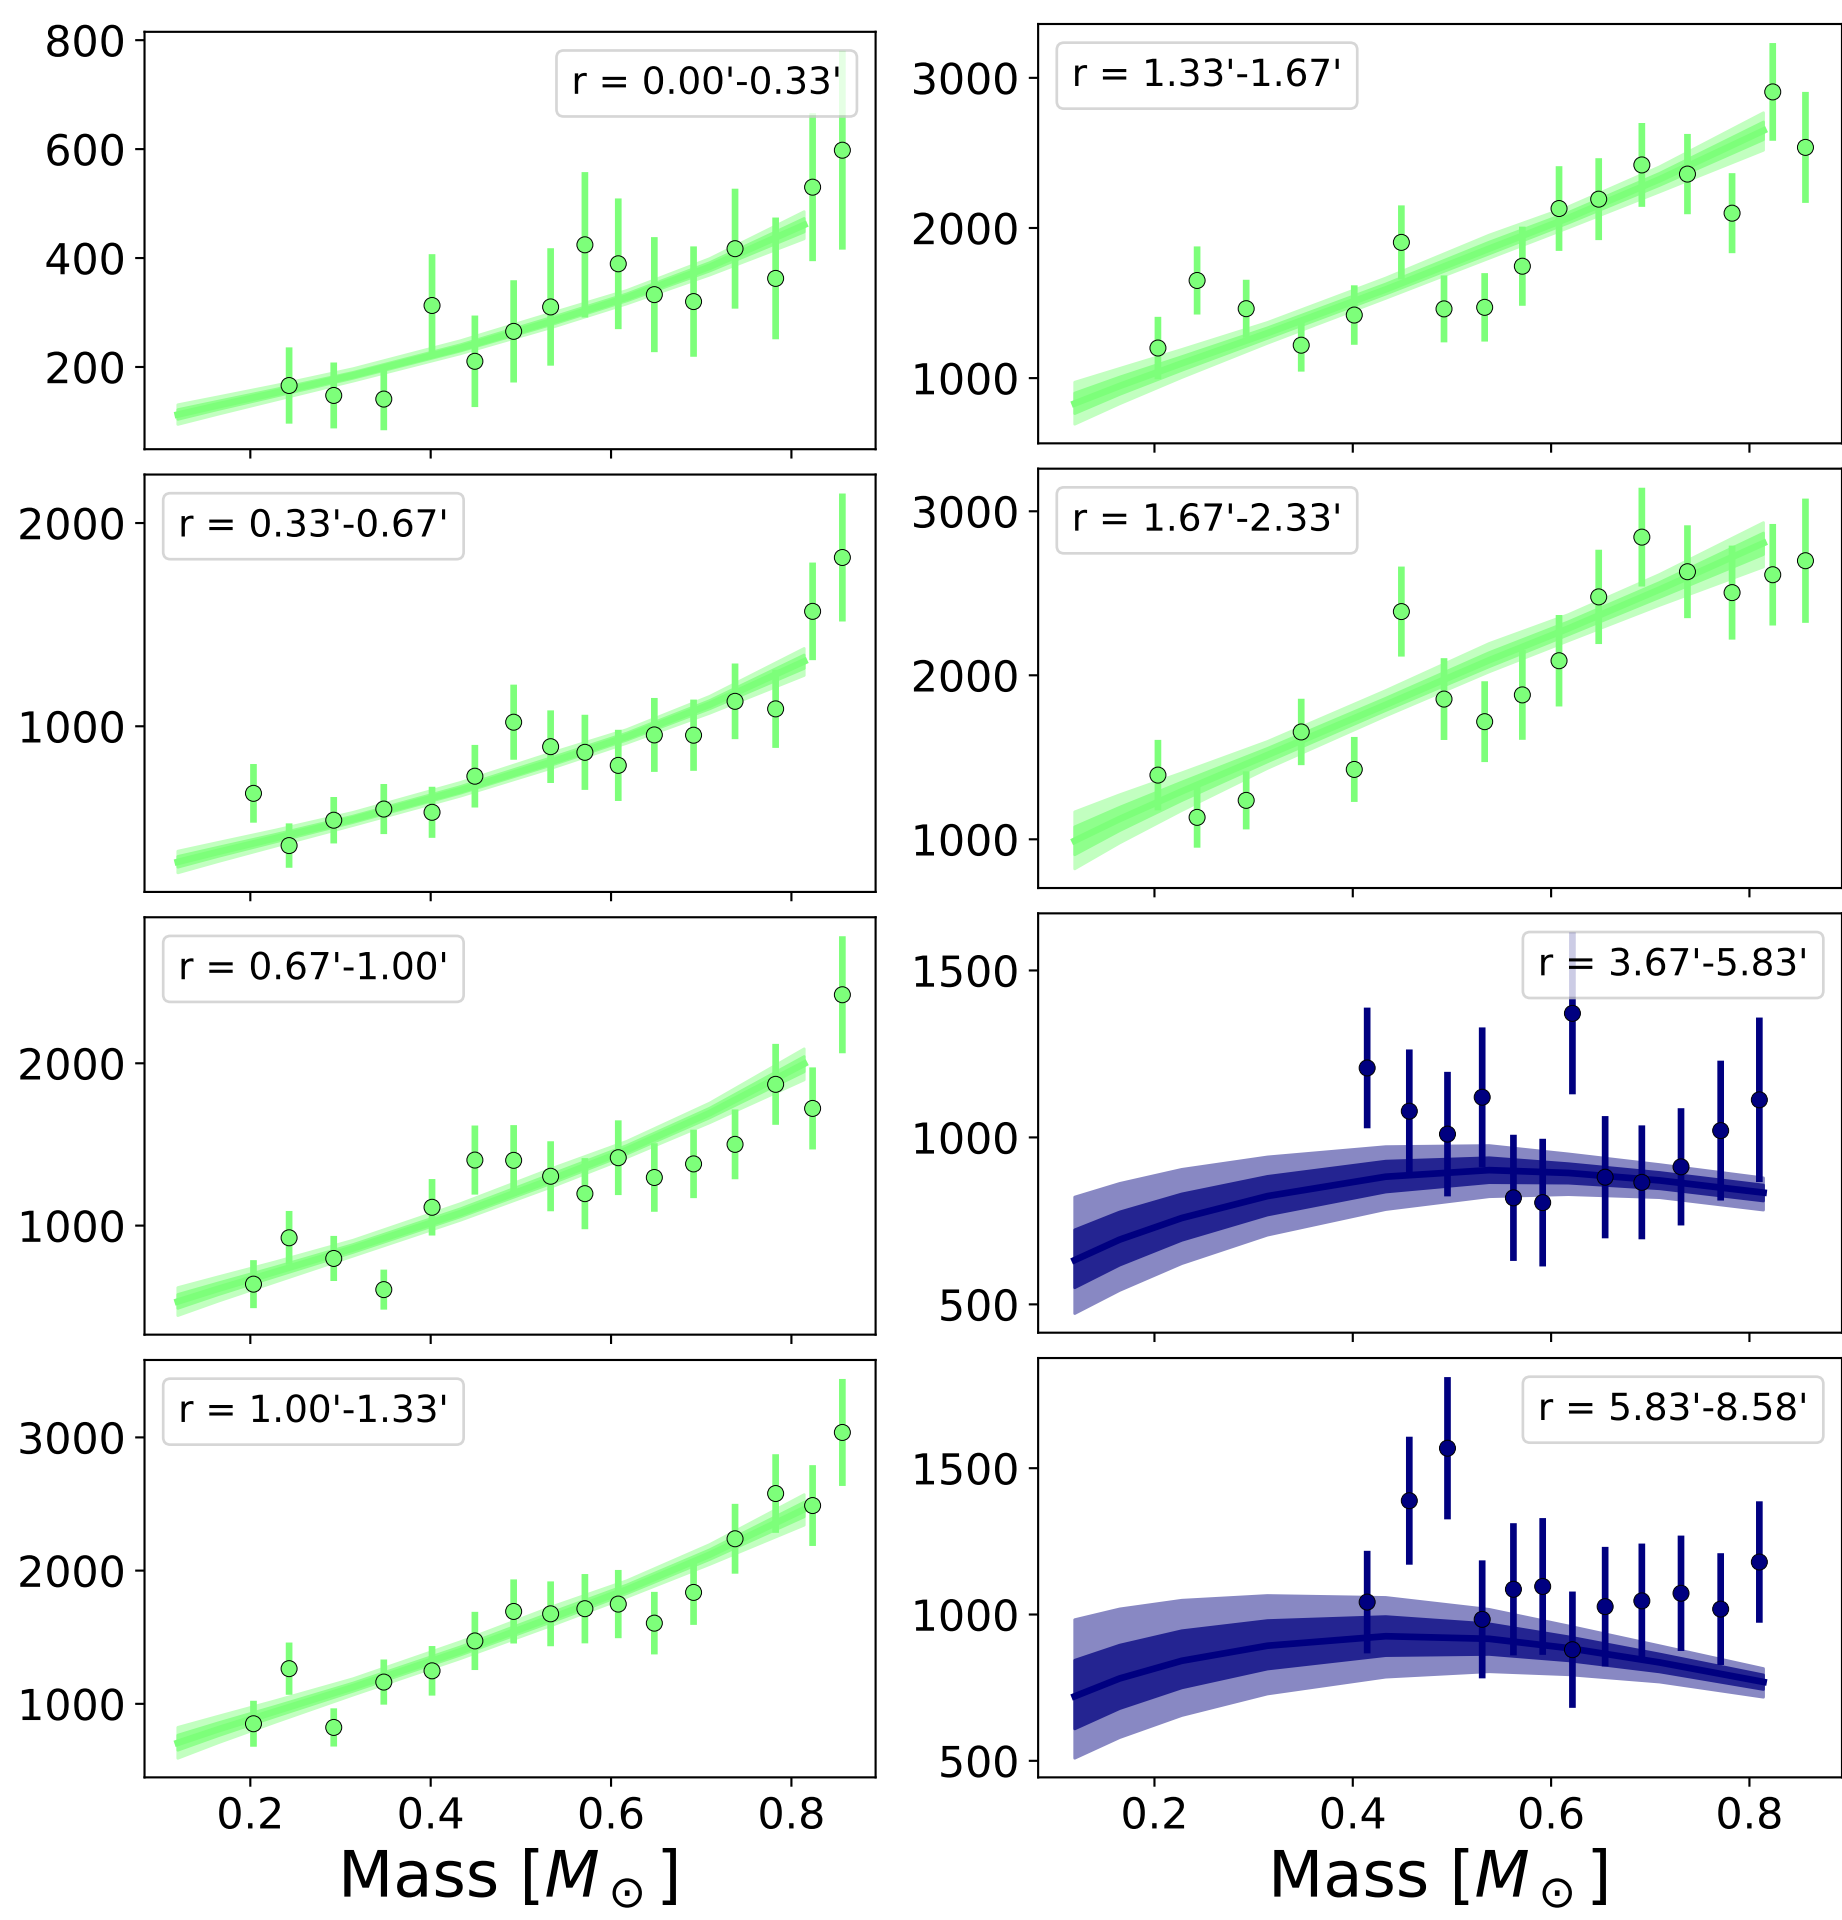 800
600
400
200
r = 0.00'-0.33'
2000
1000
r = 0.33'-0.67'
2000
1000
r = 0.67'-1.00'
3000
2000
1000
r = 1.00'-1.33'
0.2 0.4 0.6 0.8
Mass [M⊙]
3000
2000
1000
r = 1.33'-1.67'
3000
2000
1000
r = 1.67'-2.33'
1500
1000
500
r = 3.67'-5.83'
1500
1000
500
r = 5.83'-8.58'
0.2 0.4 0.6 0.8
Mass [M⊙]